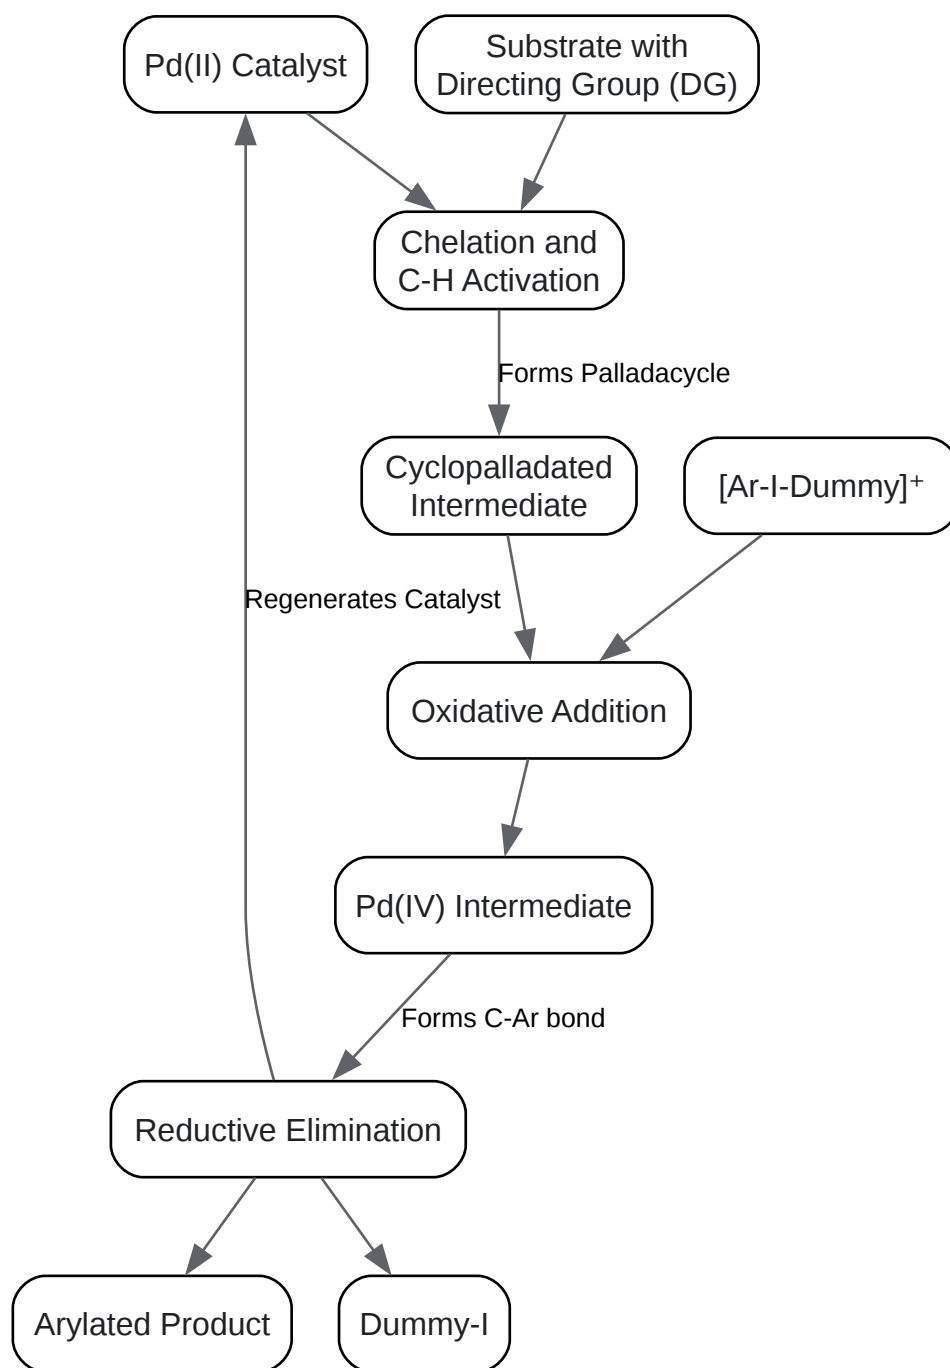 Pd(II) Catalyst
Substrate with
Directing Group (DG)
Chelation and
C-H Activation
Forms Palladacycle
Cyclopalladated
Intermediate
[Ar-I-Dummy]⁺
Regenerates Catalyst
Oxidative Addition
Pd(IV) Intermediate
Forms C-Ar bond
Reductive Elimination
Arylated Product
Dummy-I